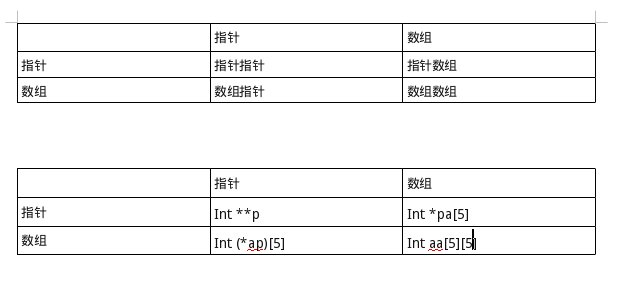 指针 数组
指针 指针指针 指针数组
数组 数组指针 数组数组
指针 数组
指针 Int **p Int *pa[5]
数组 Int (*ap)[5] Int aa[5][5]